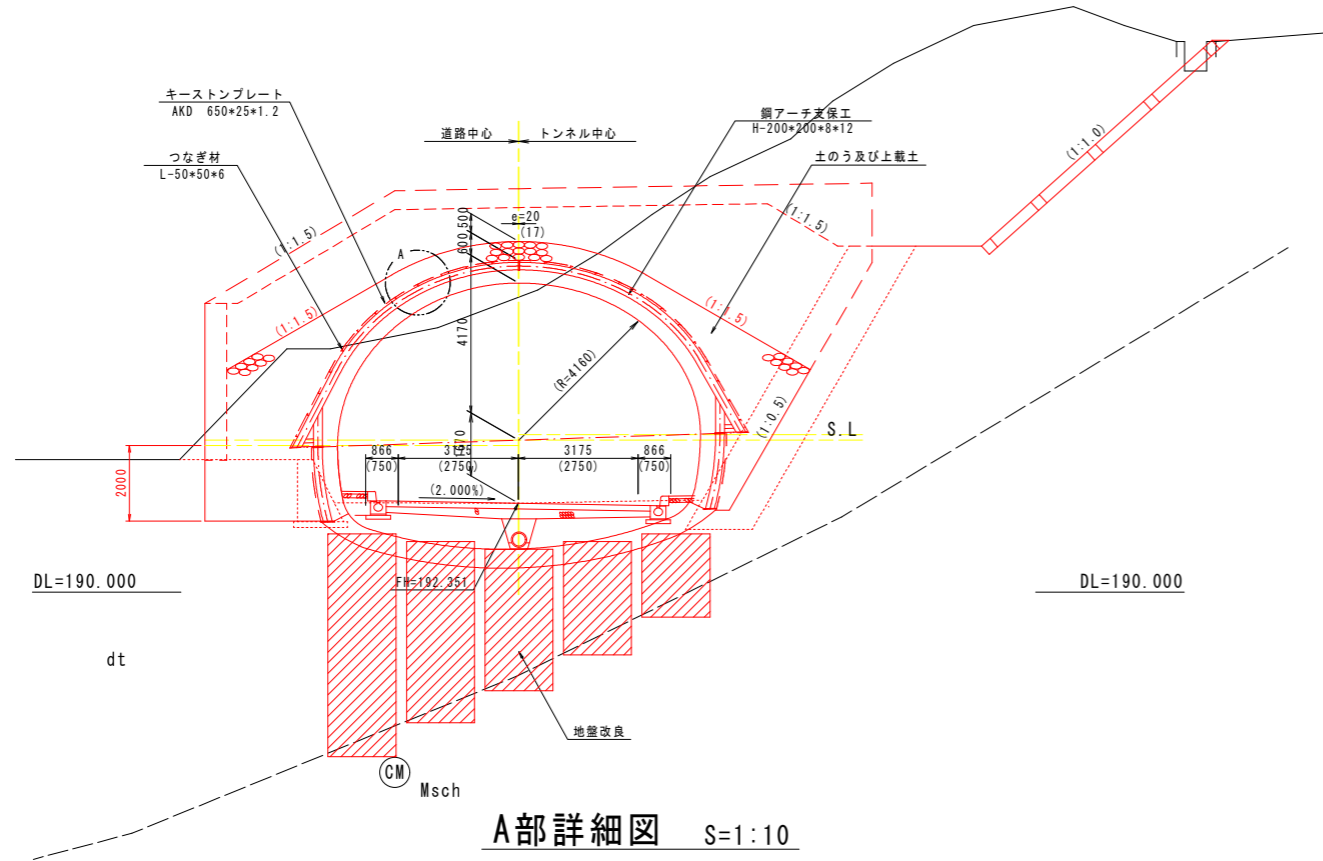 キーストンプレート
AKD 650*25*1.2
つなぎ材
L-50*50*6
道路中心
トンネル中心
鋼アーチ支保工
H-200*200*8*12
土のう及び上載土
(1:1.0)
(1:1.5)
(1:1.5)
500
600
e=20
(17)
A
(1:1.5)
(1:1.5)
4170
(R=4160)
(1:0.5)
S.L
2000
866
3175
3175
866
(750)
(2750)
(2750)
(750)
(2.000%)
FH=192.351
DL=190.000
DL=190.000
dt
地盤改良
CM
Msch
A部詳細図 S=1:10